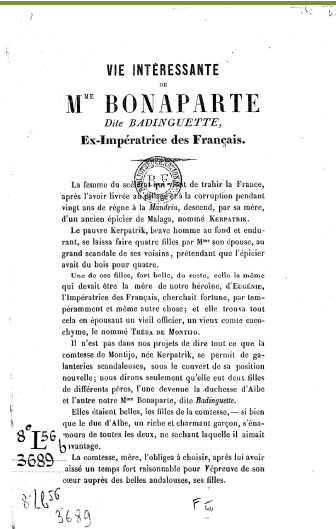 VIE INTÉRESSANTE
DE
MME BONAPARTE
Dite BADINGUETTE,
Ex-Impératrice des Français.
La femme du scélérat qui vient de trahir la France,
après l'avoir livrée au pillage et à la corruption pendant
vingt ans de règne à la Mandrin, descend, par sa mère,
d'un ancien épicier de Malaga, nommé KERPATRIK.
Le pauvre Kerpatrik, brave homme au fond et endu-
rant, se laissa faire quatre filles par Mme son épouse, au
grand scandale de ses voisins, prétendant que l'épicier
avait du bois pour quatre.
Une de ces filles, fort belle, du reste, celle là même
qui devait être la mère de notre héroïne, d'EUGÉNIE,
l'Impératrice des Français, cherchait fortune, par tem-
pérament et même autre chose; et elle trouva tout
cela en épousant un vieil officier, un vieux comte caco-
chyme, le nommé THÉBA DE MONTIJO.
Il n'est pas dans nos projets de dire tout ce que la
comtesse de Montijo, née Kerpatrik, se permit de ga-
lanteries scandaleuses, sous le couvert de sa position
nouvelle; nous dirons seulement qu'elle eut deux filles
de différents pères, l'une devenue la duchesse d'Albe
et l'autre notre Mme Bonaparte, dite Badinguette.
Elles étaient belles, les filles de la comtesse, — si bien
que le duc d'Albe, un riche et charmant garçon, s'éna-
moura de toutes les deux, ne sachant laquelle il aimait
avantage.
La comtesse, mère, l'obligea à choisir, après lui avoir
aissé un temps fort raisonnable pour l'épreuve de son
cœur auprès des belles andalouses, ses filles.
8° L 56
b
3689
8 Lb 56
3689